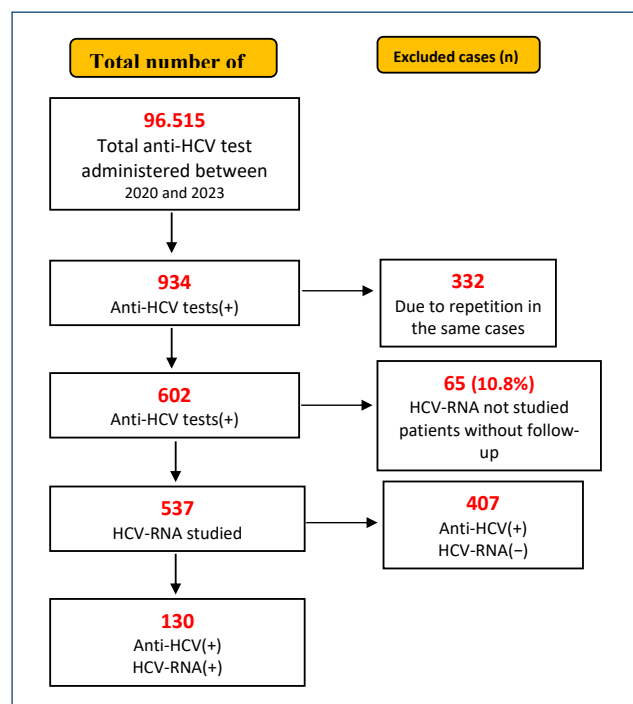 Total number of
Excluded cases (n)
96.515
Total anti-HCV test
administered between
2020 and 2023
934
Anti-HCV tests(+)
332
Due to repetition in
the same cases
602
Anti-HCV tests(+)
65 (10.8%)
HCV-RNA not studied
patients without follow-
up
537
HCV-RNA studied
407
Anti-HCV(+)
HCV-RNA(−)
130
Anti-HCV(+)
HCV-RNA(+)